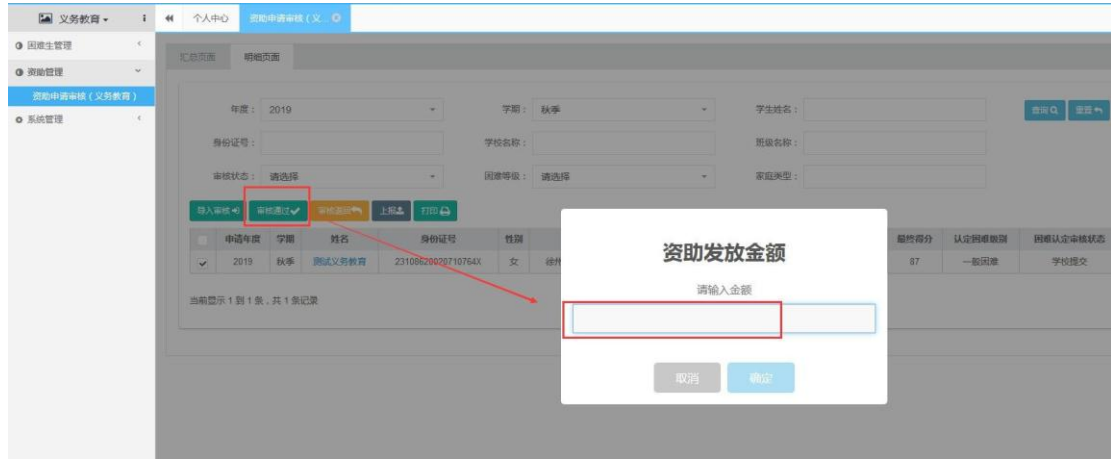 义务教育
个人中心
资助申请审核（义...
困难生管理
资助管理
资助申请审核（义务教育）
系统管理
汇总页面
明细页面
年度： 2019
学期： 秋季
学生姓名：
查询
重置
身份证号：
学校名称：
班级名称：
审核状态： 请选择
困难等级： 请选择
家庭类型：
导入审核
审核通过
审核退回
上报
打印
申请年度 学期 姓名 身份证号 性别 最终得分 认定困难级别 困难认定审核状态
2019 秋季 测试义务教育 23108620020710764X 女 徐州 87 一般困难 学校提交
当前显示 1 到 1 条，共 1 条记录
资助发放金额
请输入金额
取消
确定